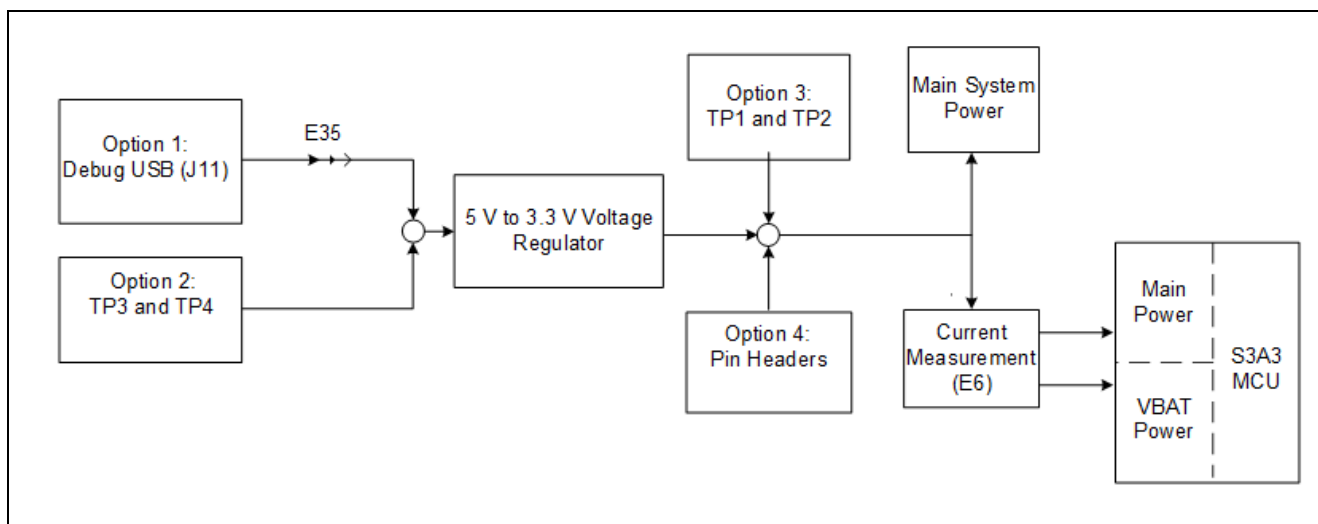 Option 1:
Debug USB (J11)
E35
Option 2:
TP3 and TP4
5 V to 3.3 V Voltage
Regulator
Option 3:
TP1 and TP2
Option 4:
Pin Headers
Main System
Power
Current
Measurement
(E6)
Main
Power
VBAT
Power
S3A3
MCU